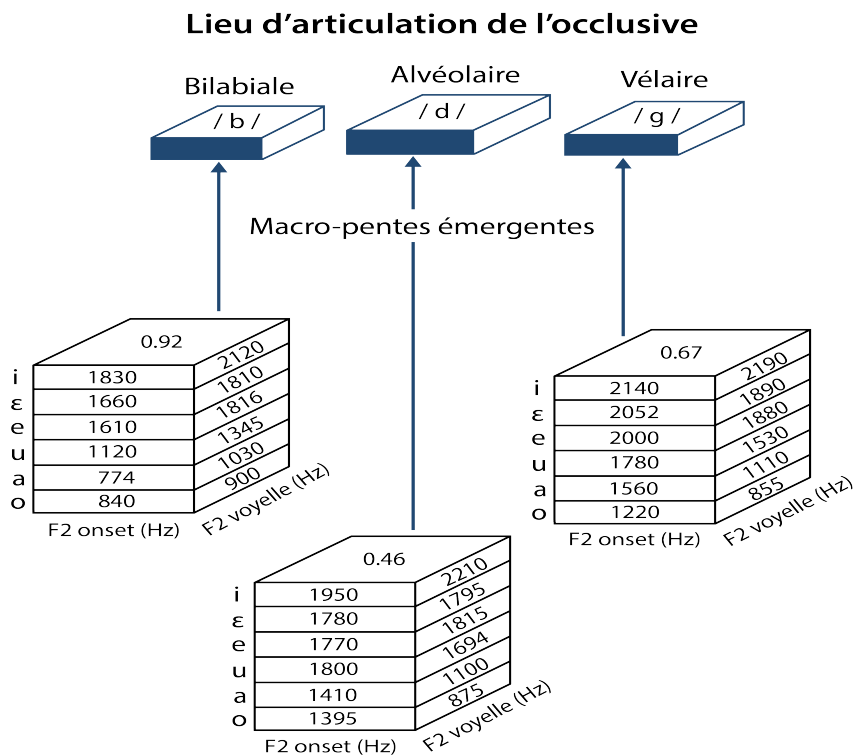 Lieu d’articulation de l’occlusive
Bilabiale
Alvéolaire
Vélaire
/ b /
/ d /
/ g /
Macro-pentes émergentes
0.92
i 1830 2120
ε 1660 1810
e 1610 1816
u 1120 1345
a 774 1030
o 840 900
F2 onset (Hz) F2 voyelle (Hz)
0.67
i 2140 2190
ε 2052 1890
e 2000 1880
u 1780 1530
a 1560 1110
o 1220 855
F2 onset (Hz) F2 voyelle (Hz)
0.46
i 1950 2210
ε 1780 1795
e 1770 1815
u 1800 1694
a 1410 1100
o 1395 875
F2 onset (Hz) F2 voyelle (Hz)